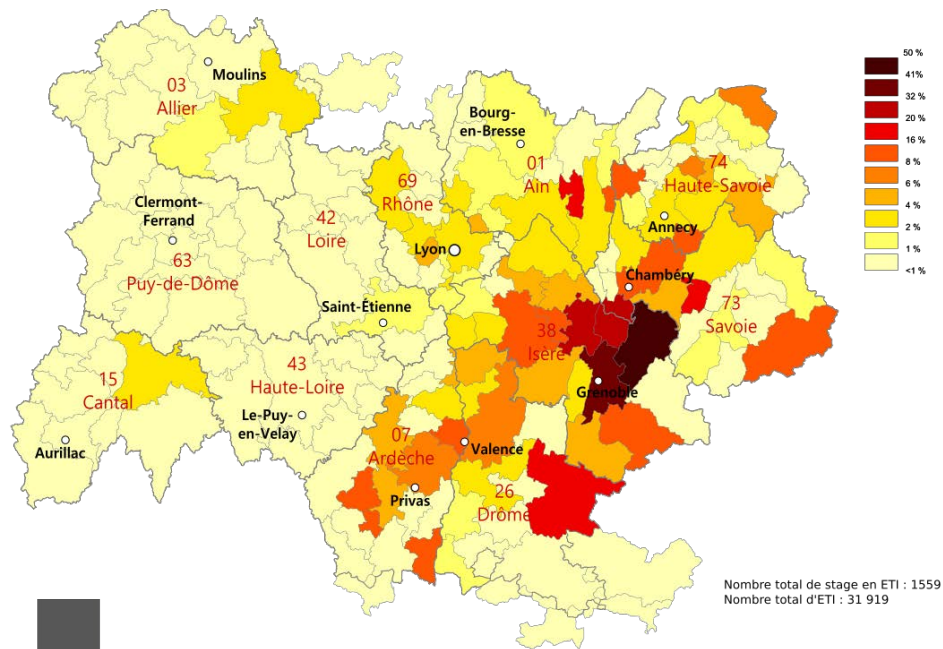 50 %
41%
32 %
20 %
16 %
8 %
6 %
4 %
2 %
1 %
<1 %
03
Allier
Moulins
Bourg-
en-Bresse
01
Ain
74
Haute-Savoie
Annecy
69
Rhône
Lyon
42
Loire
Clermont-
Ferrand
63
Puy-de-Dôme
Chambéry
73
Savoie
Saint-Étienne
38
Isère
Grenoble
15
Cantal
Aurillac
43
Haute-Loire
Le-Puy-
en-Velay
07
Ardèche
Privas
Valence
26
Drôme
Nombre total de stage en ETI : 1559
Nombre total d'ETI : 31 919